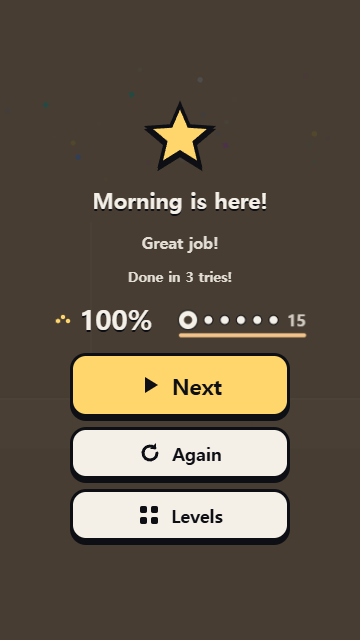 Morning is here!
Great job!
Done in 3 tries!
100% 15
Next
Again
Levels